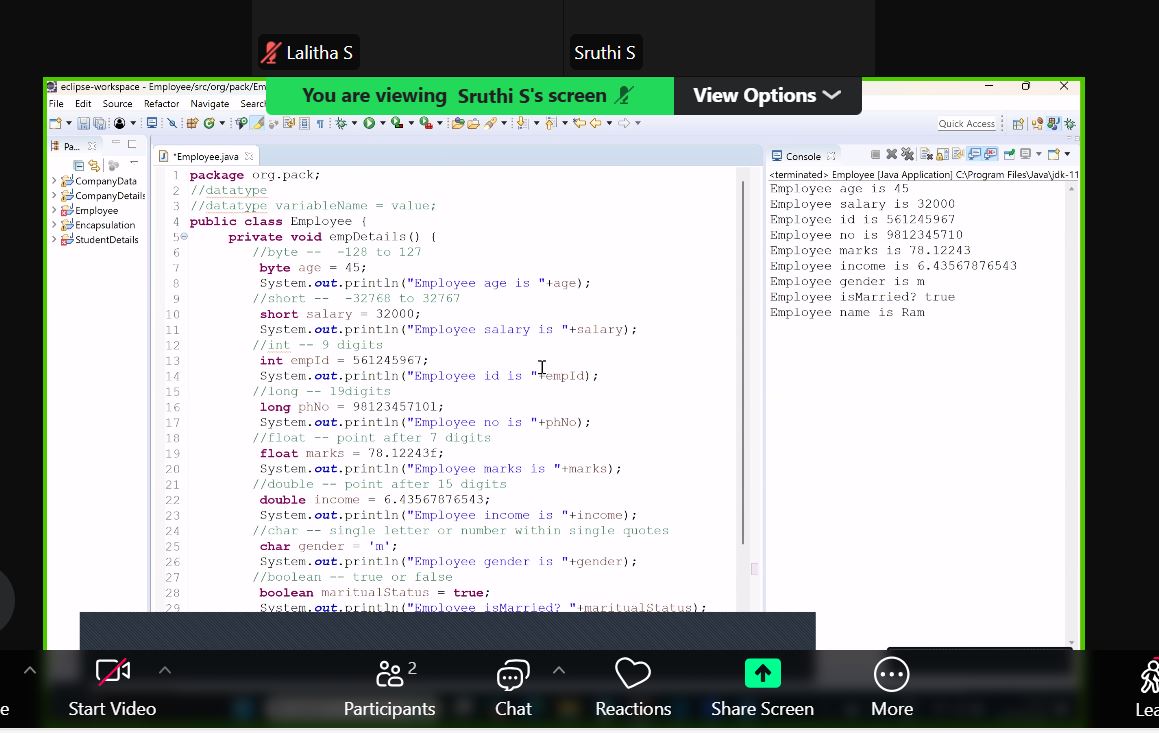 Lalitha S
Sruthi S
eclipse-workspace - Employee/src/org/pack/Em
You are viewing Sruthi S's screen
View Options
File Edit Source Refactor Navigate Searc
Quick Access
Pa...
*Employee.java
Console
<terminated> Employee [Java Application] C:\Program Files\Java\jdk-11
CompanyData
CompanyDetails
Employee
Encapsulation
StudentDetails
1 package org.pack;
2 //datatype
3 //datatype variableName = value;
4 public class Employee {
5 private void empDetails() {
6 //byte -- -128 to 127
7 byte age = 45;
8 System.out.println("Employee age is "+age);
9 //short -- -32768 to 32767
10 short salary = 32000;
11 System.out.println("Employee salary is "+salary);
12 //int -- 9 digits
13 int empId = 561245967;
14 System.out.println("Employee id is "+empId);
15 //long -- 19digits
16 long phNo = 9812345710l;
17 System.out.println("Employee no is "+phNo);
18 //float -- point after 7 digits
19 float marks = 78.12243f;
20 System.out.println("Employee marks is "+marks);
21 //double -- point after 15 digits
22 double income = 6.43567876543;
23 System.out.println("Employee income is "+income);
24 //char -- single letter or number within single quotes
25 char gender = 'm';
26 System.out.println("Employee gender is "+gender);
27 //boolean -- true or false
28 boolean maritualStatus = true;
29 System.out.println("Employee isMarried? "+maritualStatus);
Employee age is 45
Employee salary is 32000
Employee id is 561245967
Employee no is 9812345710
Employee marks is 78.12243
Employee income is 6.43567876543
Employee gender is m
Employee isMarried? true
Employee name is Ram
e
Start Video
Participants
2
Chat
Reactions
Share Screen
More
Lea